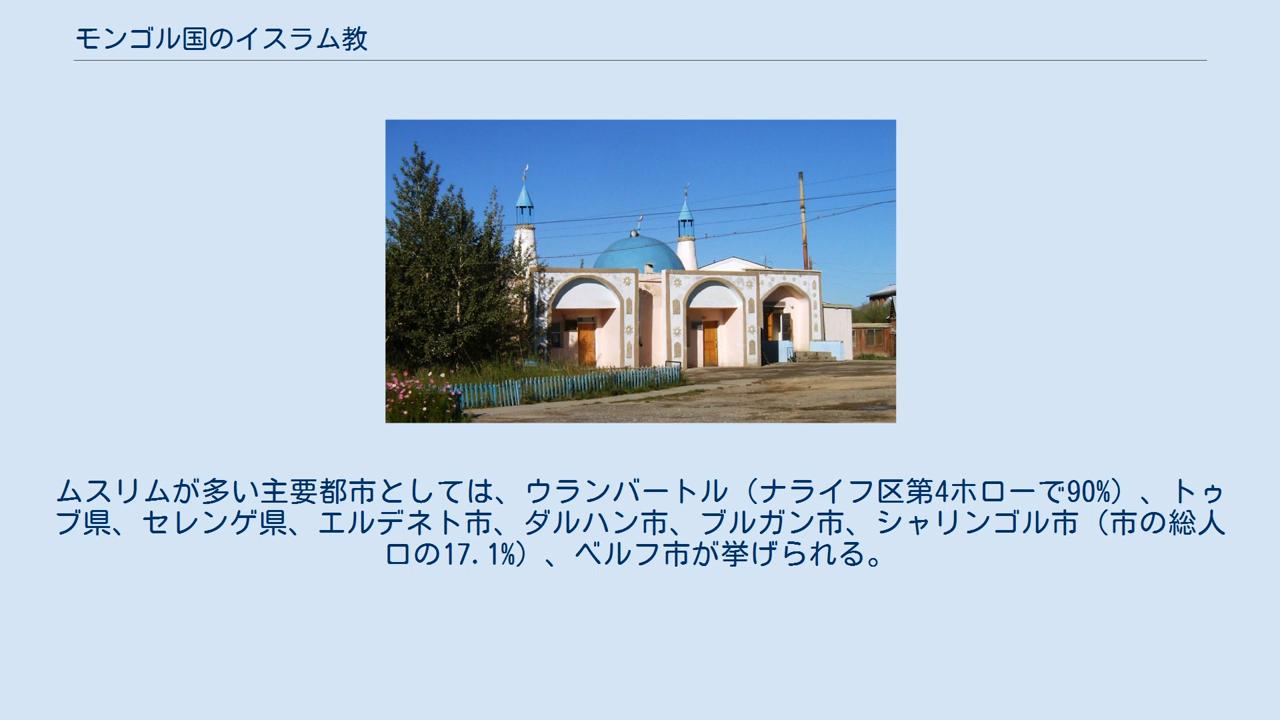 モンゴル国のイスラム教
ムスリムが多い主要都市としては、ウランバートル（ナライフ区第4ホローで90%）、トゥ
ブ県、セレンゲ県、エルデネト市、ダルハン市、ブルガン市、シャリンゴル市（市の総人
口の17.1%）、ベルフ市が挙げられる。